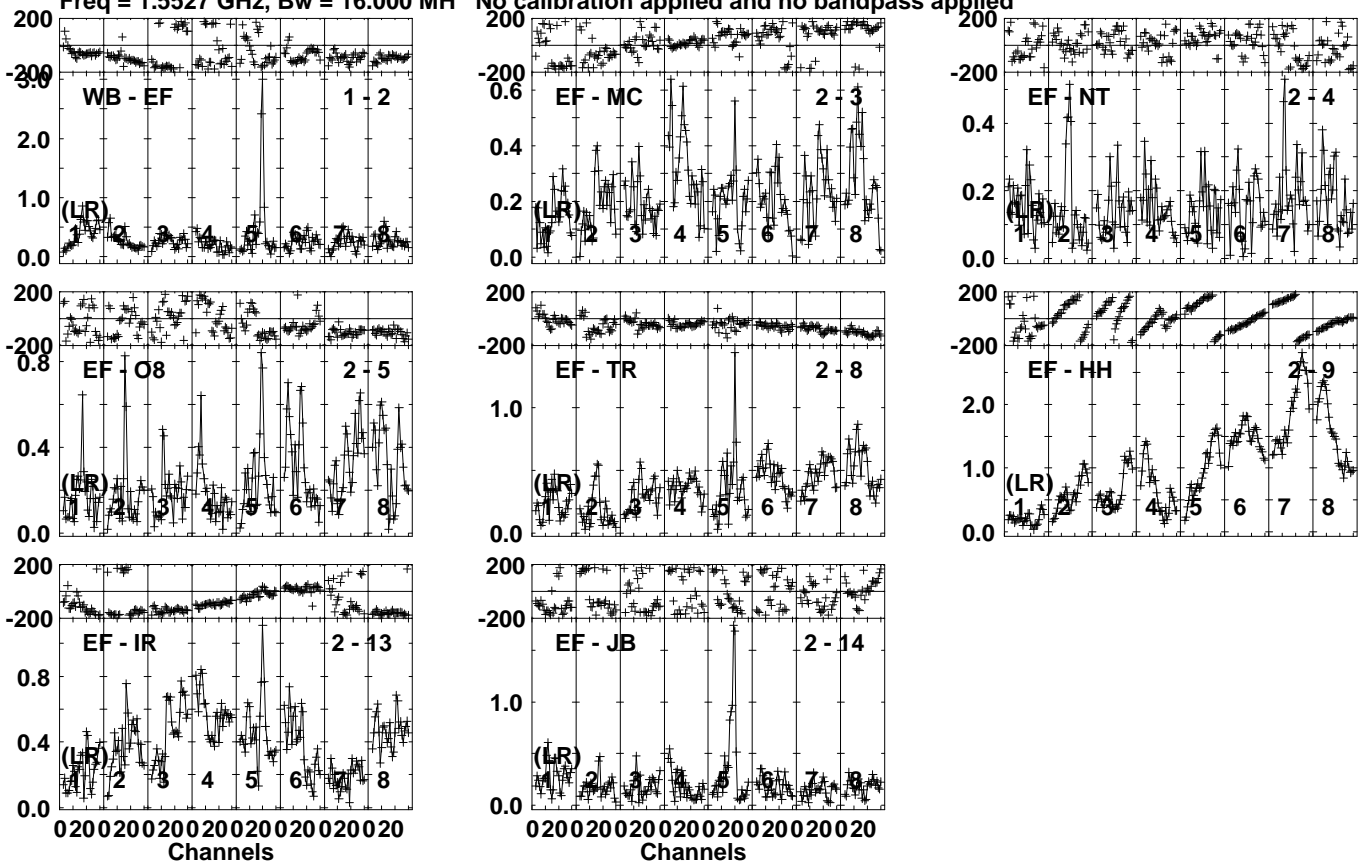 Freq = 1.5527 GHz, Bw = 16.000 MH No calibration applied and no bandpass applied
200
-200
WB - EF 1 - 2
3.0
2.0
1.0
0.0
(LR)
1 2 3 4 5 6 7 8
200
-200
EF - MC 2 - 3
0.6
0.4
0.2
0.0
(LR)
1 2 3 4 5 6 7 8
200
-200
EF - NT 2 - 4
0.4
0.2
0.0
(LR)
1 2 3 4 5 6 7 8
200
-200
EF - O8 2 - 5
0.8
0.4
0.0
(LR)
1 2 3 4 5 6 7 8
200
-200
EF - TR 2 - 8
1.0
0.0
(LR)
1 2 3 4 5 6 7 8
200
-200
EF - HH 2 - 9
2.0
1.0
0.0
(LR)
1 2 3 4 5 6 7 8
200
-200
EF - IR 2 - 13
0.8
0.4
0.0
(LR)
1 2 3 4 5 6 7 8
0 20 0 20 0 20 0 20 0 20 0 20 0 20 0 20
Channels
200
-200
EF - JB 2 - 14
1.0
0.0
(LR)
1 2 3 4 5 6 7 8
0 20 0 20 0 20 0 20 0 20 0 20 0 20 0 20
Channels